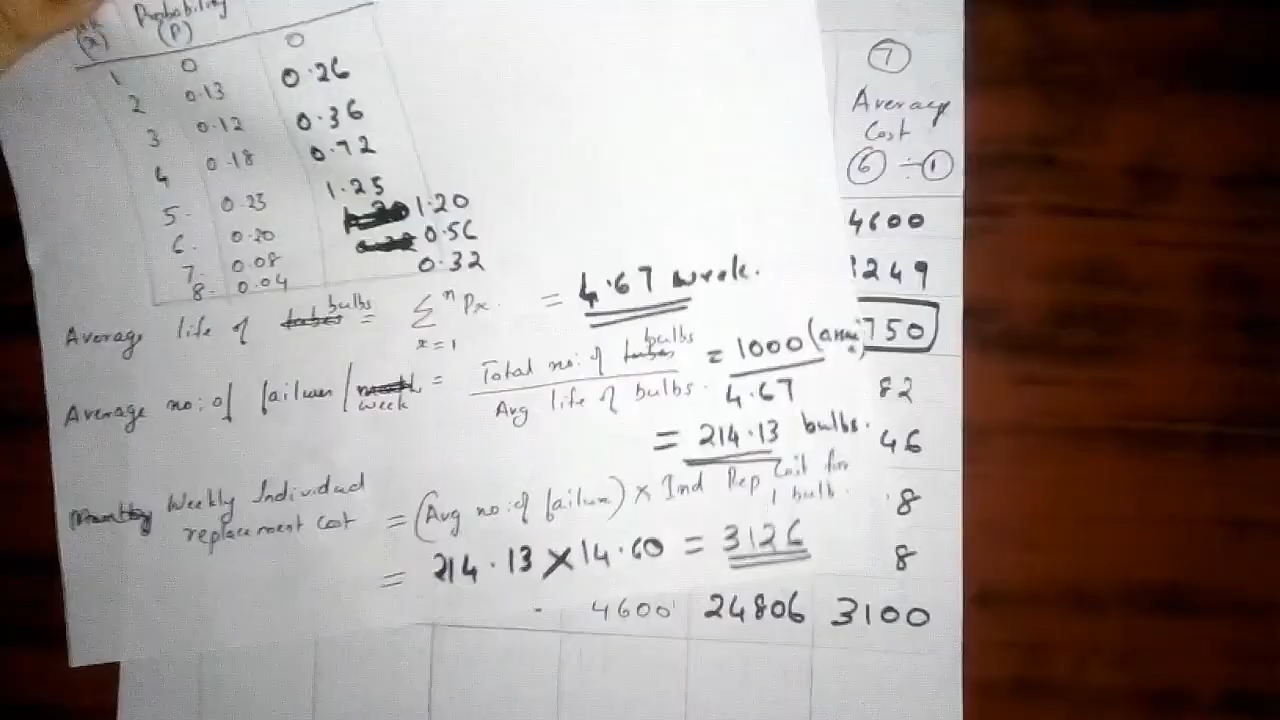 Probability
(x) (P)
1 0 0
2 0.13 0.26
3 0.12 0.36
4 0.18 0.72
5. 0.25 1.25
6. 0.20 1.20
7. 0.08 0.56
8. 0.04 0.32
Average life of bulbs = ∑ n x=1 Px = 4.67 week.
Average no: of failures / week = Total no: of bulbs / Avg life of bulbs. = 1000 / 4.67
= 214.13 bulbs.
Weekly Individual replacement cost = (Avg no: of failure) × Ind Rep Cost for 1 bulb.
= 214.13 × 14.60 = 3126
7
Average
Cost
6 ÷ 1
4600
1249
750
82
46
8
8
4600 24806 3100